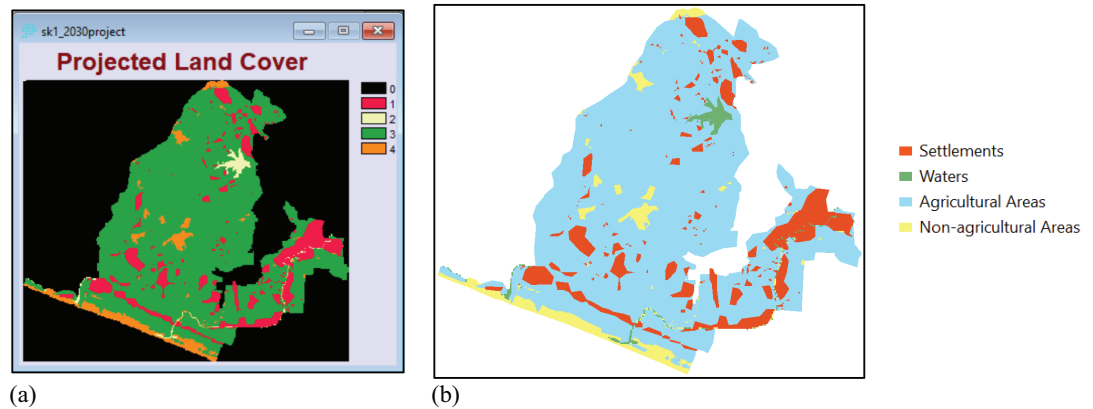 sk1_2030project
Projected Land Cover
0
1
2
3
4
Settlements
Waters
Agricultural Areas
Non-agricultural Areas
(a)
(b)